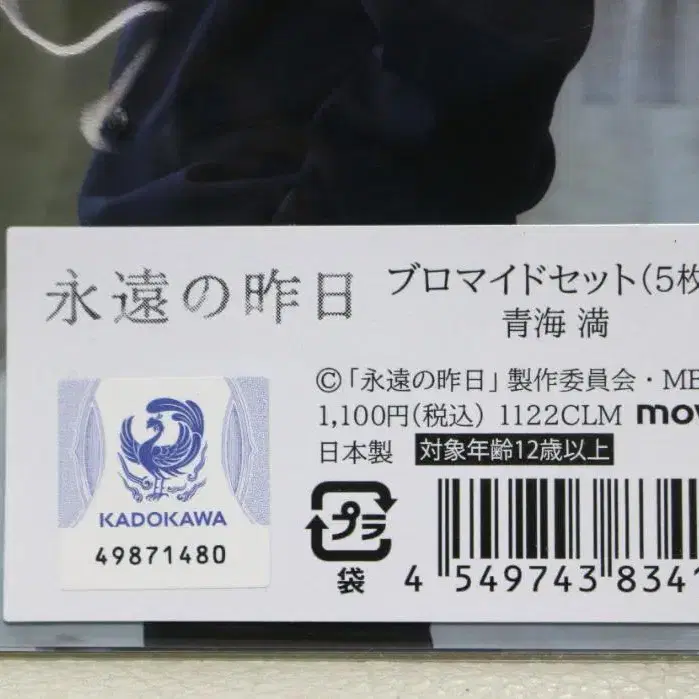 永遠の昨日
ブロマイドセット(5枚
青海 満
©「永遠の昨日」製作委員会・MB
1,100円(税込) 1122CLM mov
日本製 対象年齢12歳以上
KADOKAWA
49871480
プラ
袋
4 549743 834